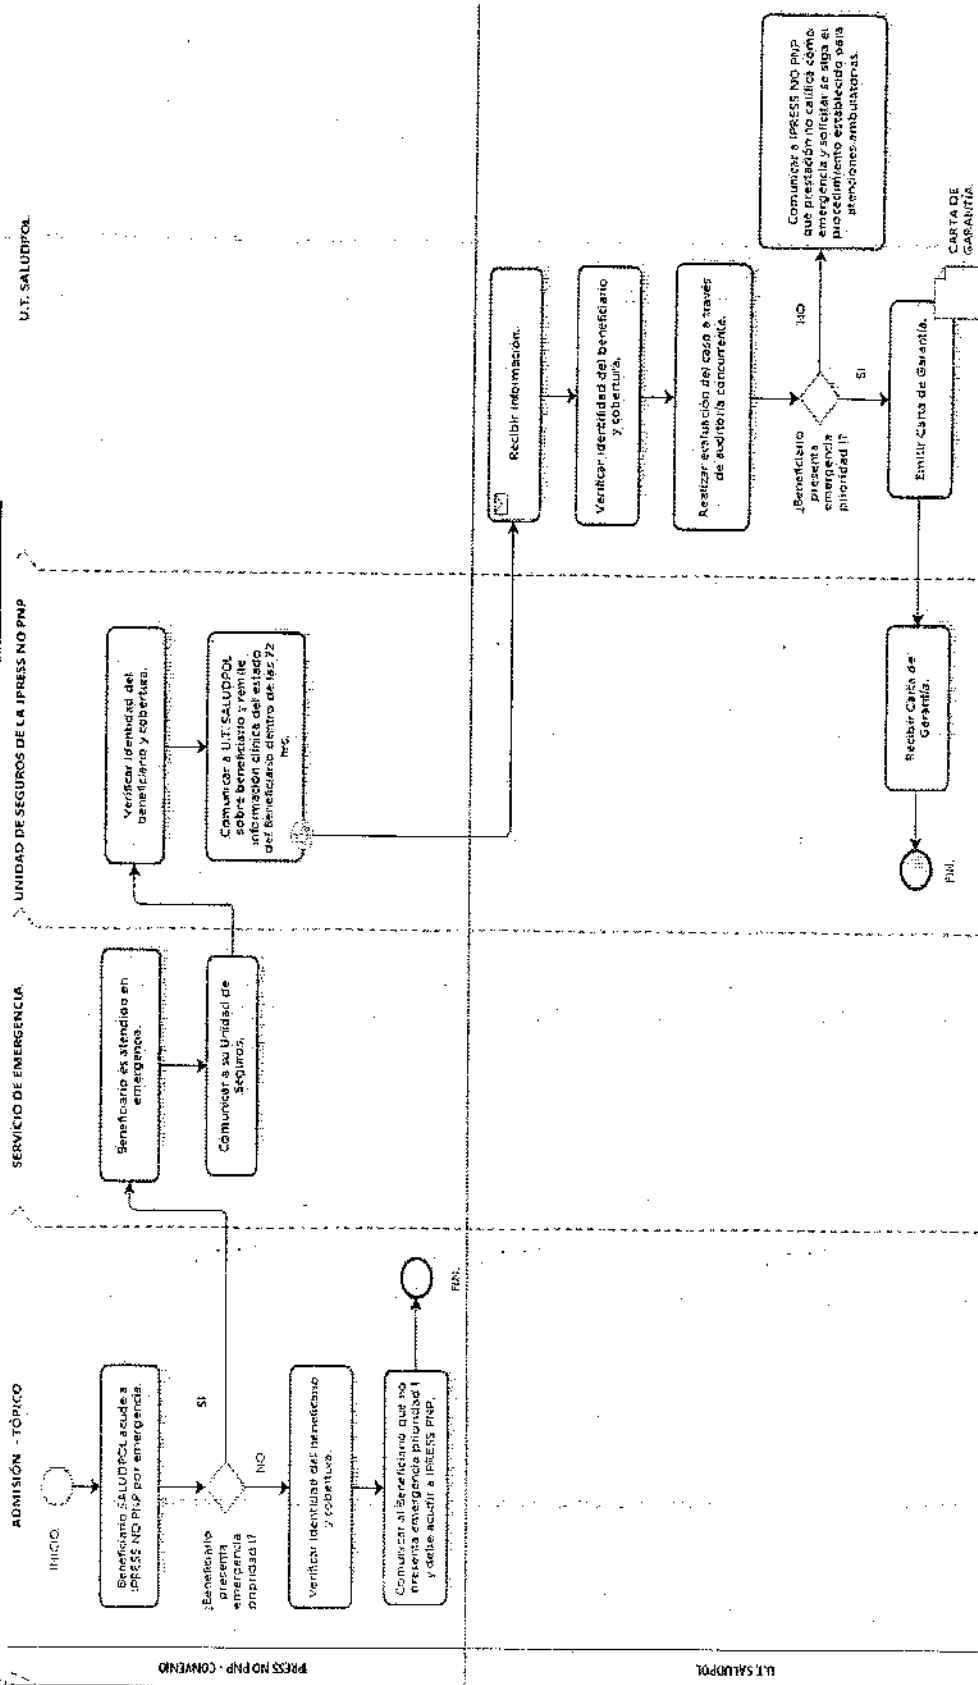 ADMISIÓN - TÓPICO
SERVICIO DE EMERGENCIA
UNIDAD DE SEGUROS DE LA IPRESS NO PNP
U.T. SALUDPOL
IPRESS NO PNP - CONVENIO
INICIO.
Beneficiario SALUDPOL acude a
IPRESS NO PNP por emergencia.
¿Beneficiario
presenta
emergencia
prioridad I?
SI
NO
Verificar Identidad del beneficiario
y cobertura.
Comunicar al Beneficiario que no
presenta emergencia prioridad I
y debe acudir a IPRESS PNP.
FIN.
Beneficiario es atendido en
emergencia.
Comunicar a su Unidad de
Seguros.
Verificar Identidad del
beneficiario y cobertura.
Comunicar a U.T. SALUDPOL
sobre beneficiario y remite
información clínica del estado
del Beneficiario dentro de las 72
hrs.
U.T. SALUDPOL
Recibir Información.
Verificar identidad del beneficiario
y cobertura.
Realizar evaluación del caso a través
de auditoría concurrente.
¿Beneficiario
presenta
emergencia
prioridad I?
NO
SI
Comunicar a IPRESS NO PNP
que prestación no califica como
emergencia y solicitar se siga el
procedimiento establecido para
atenciones ambulatorias.
Emitir Carta de Garantía.
CARTA DE
GARANTÍA.
Recibir Carta de
Garantía.
FIN.